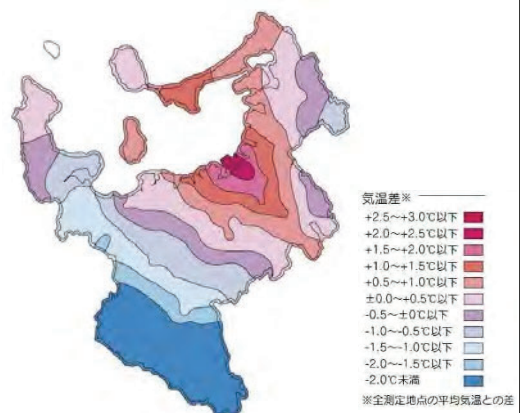 気温差※
+2.5～+3.0℃以下
+2.0～+2.5℃以下
+1.5～+2.0℃以下
+1.0～+1.5℃以下
+0.5～+1.0℃以下
±0.0～+0.5℃以下
-0.5～±0℃以下
-1.0～-0.5℃以下
-1.5～-1.0℃以下
-2.0～-1.5℃以下
-2.0℃未満
※全測定地点の平均気温との差